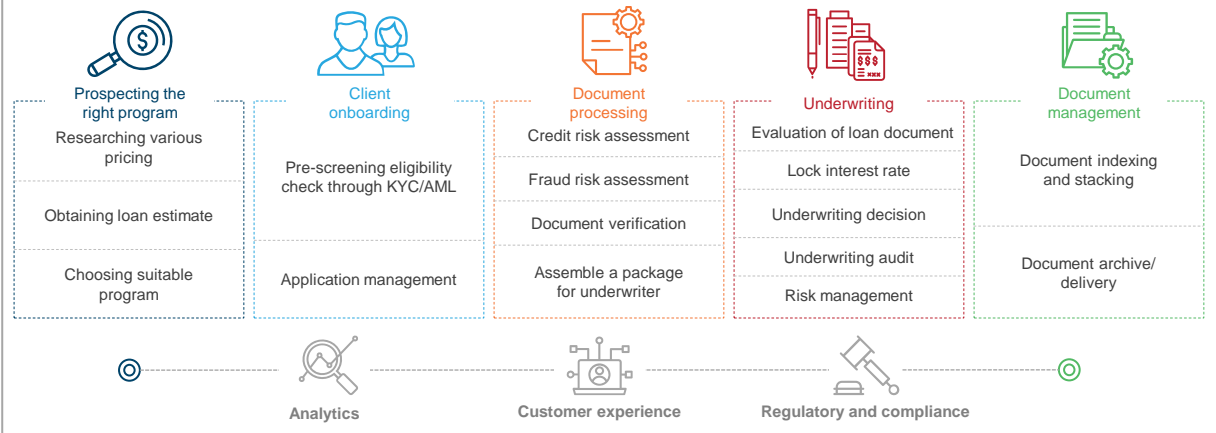 Prospecting the
right program
Researching various
pricing
Obtaining loan estimate
Choosing suitable
program
Client
onboarding
Pre-screening eligibility
check through KYC/AML
Application management
Document
processing
Credit risk assessment
Fraud risk assessment
Document verification
Assemble a package
for underwriter
$$$
xxx
Underwriting
Evaluation of loan document
Lock interest rate
Underwriting decision
Underwriting audit
Risk management
Document
management
Document indexing
and stacking
Document archive/
delivery
$
Analytics
Customer experience
Regulatory and compliance